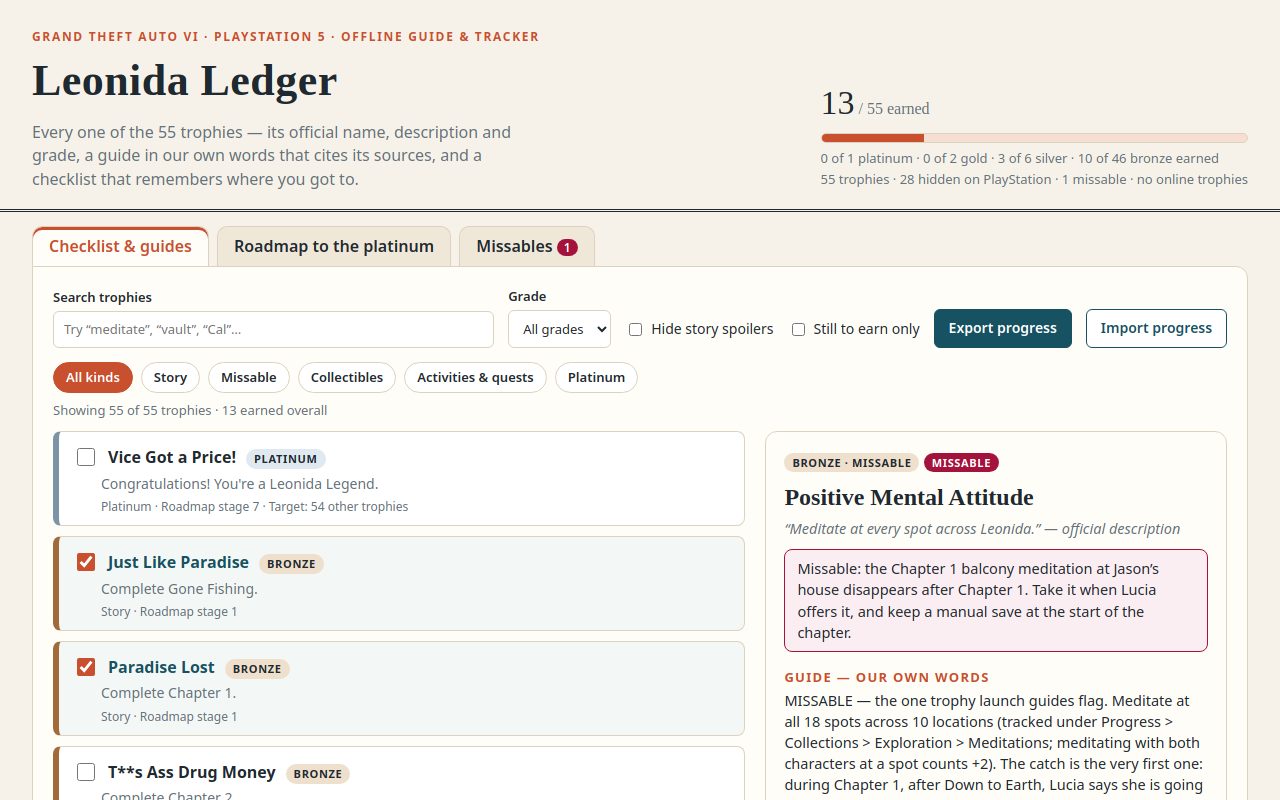 GRAND THEFT AUTO VI · PLAYSTATION 5 · OFFLINE GUIDE & TRACKER
Leonida Ledger
Every one of the 55 trophies — its official name, description and
grade, a guide in our own words that cites its sources, and a
checklist that remembers where you got to.
13 / 55 earned
0 of 1 platinum · 0 of 2 gold · 3 of 6 silver · 10 of 46 bronze earned
55 trophies · 28 hidden on PlayStation · 1 missable · no online trophies
Checklist & guides
Roadmap to the platinum
Missables 1
Search trophies
Try “meditate”, “vault”, “Cal”…
Grade
All grades
Hide story spoilers
Still to earn only
Export progress
Import progress
All kinds
Story
Missable
Collectibles
Activities & quests
Platinum
Showing 55 of 55 trophies · 13 earned overall
Vice Got a Price! PLATINUM
Congratulations! You're a Leonida Legend.
Platinum · Roadmap stage 7 · Target: 54 other trophies
Just Like Paradise BRONZE
Complete Gone Fishing.
Story · Roadmap stage 1
Paradise Lost BRONZE
Complete Chapter 1.
Story · Roadmap stage 1
T**s Ass Drug Money BRONZE
Complete Chapter 2.
BRONZE · MISSABLE MISSABLE
Positive Mental Attitude
“Meditate at every spot across Leonida.” — official description
Missable: the Chapter 1 balcony meditation at Jason’s
house disappears after Chapter 1. Take it when Lucia
offers it, and keep a manual save at the start of the
chapter.
GUIDE — OUR OWN WORDS
MISSABLE — the one trophy launch guides flag. Meditate at
all 18 spots across 10 locations (tracked under Progress >
Collections > Exploration > Meditations; meditating with both
characters at a spot counts +2). The catch is the very first one:
during Chapter 1, after Down to Earth, Lucia says she is going